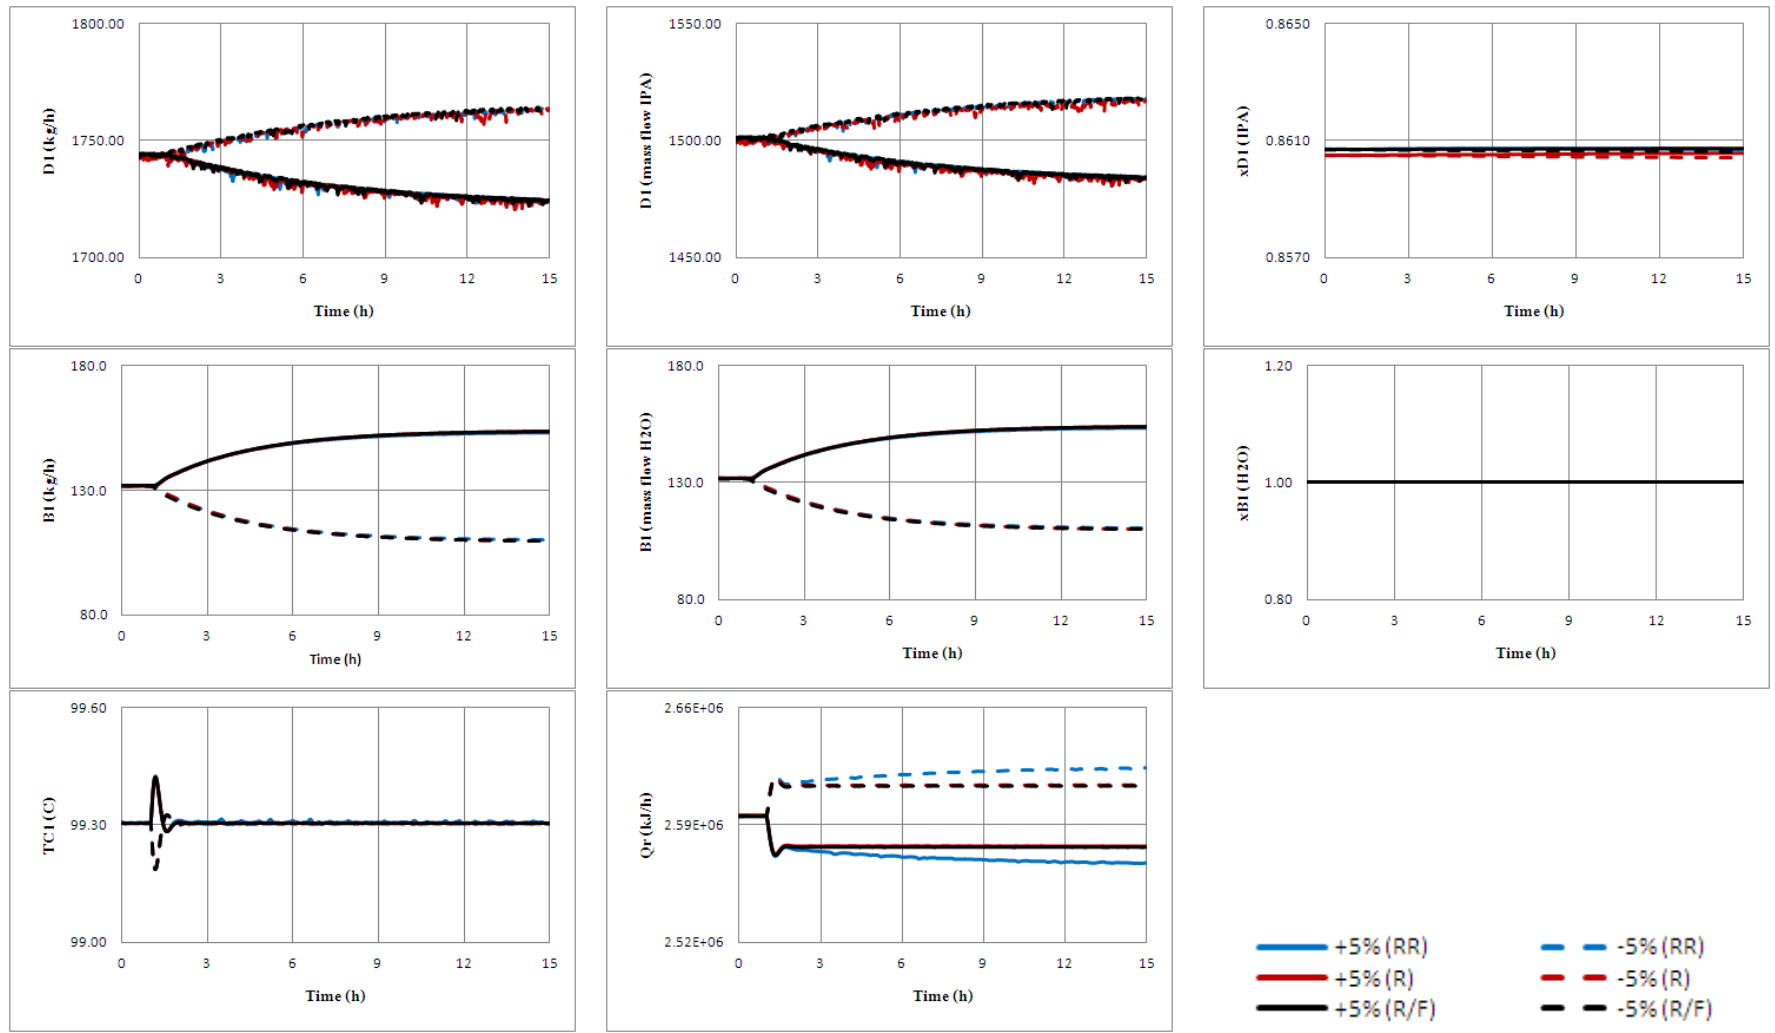 D1 (kg/h)
1800.00
1750.00
1700.00
0 3 6 9 12 15
Time (h)
D1 (mass flow IPA)
1550.00
1500.00
1450.00
0 3 6 9 12 15
Time (h)
xD1 (IPA)
0.8650
0.8610
0.8570
0 3 6 9 12 15
Time (h)
B1 (kg/h)
180.0
130.0
80.0
0 3 6 9 12 15
Time (h)
B1 (mass flow H2O)
180.0
130.0
80.0
0 3 6 9 12 15
Time (h)
xB1 (H2O)
1.20
1.00
0.80
0 3 6 9 12 15
Time (h)
TC1 (C)
99.60
99.30
99.00
0 3 6 9 12 15
Time (h)
Qr (kJ/h)
2.66E+06
2.59E+06
2.52E+06
0 3 6 9 12 15
Time (h)
+5% (RR) -5% (RR)
+5% (R) -5% (R)
+5% (R/F) -5% (R/F)